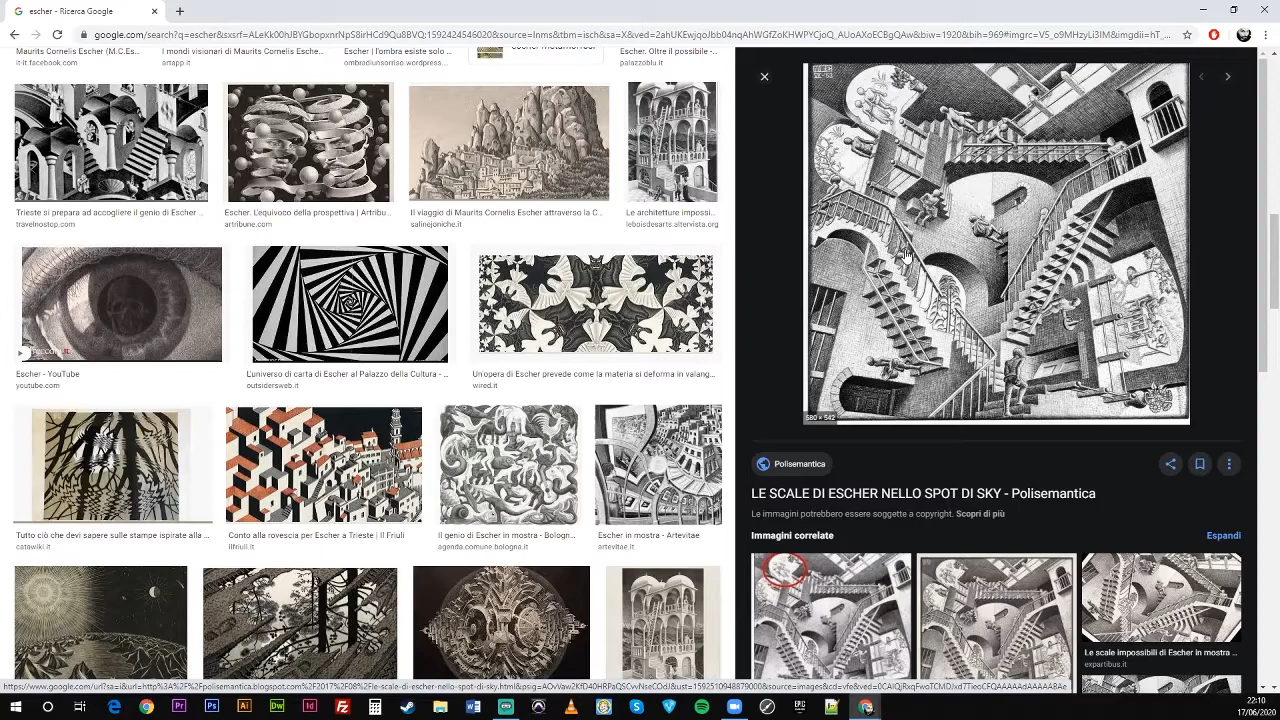 escher - Ricerca Google
Maurits Cornelis Escher (M.C.Es...
it-it.facebook.com
I mondi visionari di Maurits Cornelis Esche...
artapp.it
Escher | l'ombra esiste solo ...
ombradiunsorriso.wordpress....
Escher. Oltre il possibile -...
palazzoblu.it
Trieste si prepara ad accogliere il genio di Escher ...
travelnostop.com
Escher. L'equivoco della prospettiva | Artribu...
artribune.com
Il viaggio di Maurits Cornelis Escher attraverso la C...
salinejoniche.it
Le architetture impossi...
leboisdesarts.altervista.org
Escher - YouTube
youtube.com
L'universo di carta di Escher al Palazzo della Cultura - ...
outsidersweb.it
Un'opera di Escher prevede come la materia si deforma in valang...
wired.it
Tutto ciò che devi sapere sulle stampe ispirate alla ...
catawiki.it
Conto alla rovescia per Escher a Trieste | Il Friuli
ilfriuli.it
Il genio di Escher in mostra - Bologn...
agenda.comune.bologna.it
Escher in mostra - Artevitae
artevitae.it
580 × 542
Polisemantica
LE SCALE DI ESCHER NELLO SPOT DI SKY - Polisemantica
Le immagini potrebbero essere soggette a copyright. Scopri di più
Immagini correlate
Espandi
Le scale impossibili di Escher in mostra ...
expartibus.it
22:10
17/06/2020